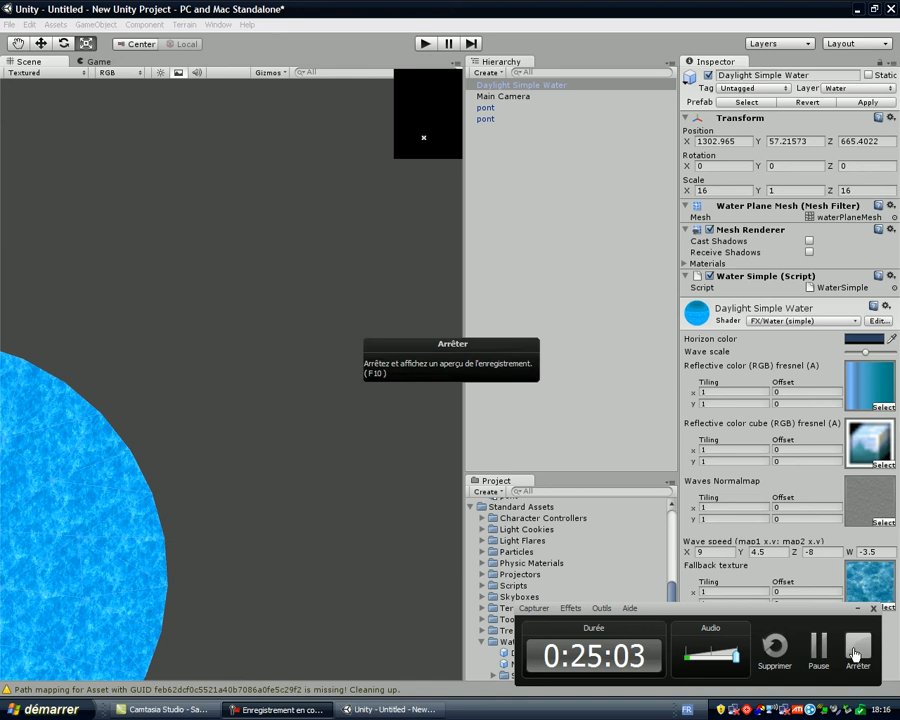 Unity - Untitled - New Unity Project - PC and Mac Standalone*
File Edit Assets GameObject Component Terrain Window Help
Center Local Layers Layout
Scene Game
Textured RGB Gizmos All
Hierarchy
Create All
Daylight Simple Water
Main Camera
pont
pont
Inspector
Daylight Simple Water Static
Tag Untagged Layer Water
Prefab Select Revert Apply
Transform
Position
X 1302.965 Y 57.21573 Z 665.4022
Rotation
X 0 Y 0 Z 0
Scale
X 16 Y 1 Z 16
Water Plane Mesh (Mesh Filter)
Mesh waterPlaneMesh
Mesh Renderer
Cast Shadows
Receive Shadows
Materials
Water Simple (Script)
Script WaterSimple
Daylight Simple Water
Shader FX/Water (simple) Edit...
Horizon color
Wave scale
Reflective color (RGB) fresnel (A)
Tiling Offset
x 1 0
y 1 0
Select
Reflective color cube (RGB) fresnel (A)
Tiling Offset
x 1 0
y 1 0
Select
Waves Normalmap
Tiling Offset
x 1 0
y 1 0
Select
Wave speed (map1 x,y; map2 x,y)
X 9 Y 4.5 Z -8 W -3.5
Fallback texture
Tiling Offset
x 1 0
Arrêter
Arrêtez et affichez un aperçu de l'enregistrement.
( F10 )
Project
Create All
Standard Assets
Character Controllers
Light Cookies
Light Flares
Particles
Physic Materials
Projectors
Scripts
Skyboxes
Capturer Effets Outils Aide
Durée
0:25:03
Audio
Supprimer Pause Arrêter
Path mapping for Asset with GUID feb62dcf0c5521a40b7086a0fe5c29f2 is missing! Cleaning up.
démarrer Camtasia Studio - Sa... Enregistrement en co... Unity - Untitled - New... FR 18:16